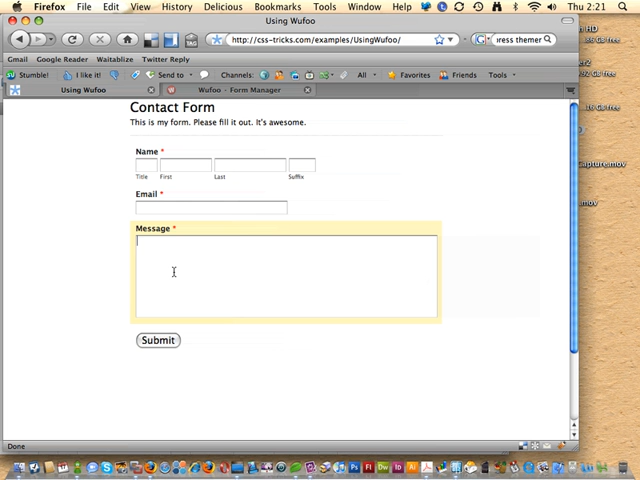 Firefox File Edit View History Delicious Bookmarks Tools Window Help Thu 2:21
Using Wufoo
http://css-tricks.com/examples/UsingWufoo/
ress themer
Gmail Google Reader Waitablize Twitter Reply
Stumble! I like it! Send to Channels: All Favorites Friends Tools
Using Wufoo Wufoo - Form Manager
Contact Form
This is my form. Please fill it out. It's awesome.
Name *
Title First Last Suffix
Email *
Message *
Submit
Done